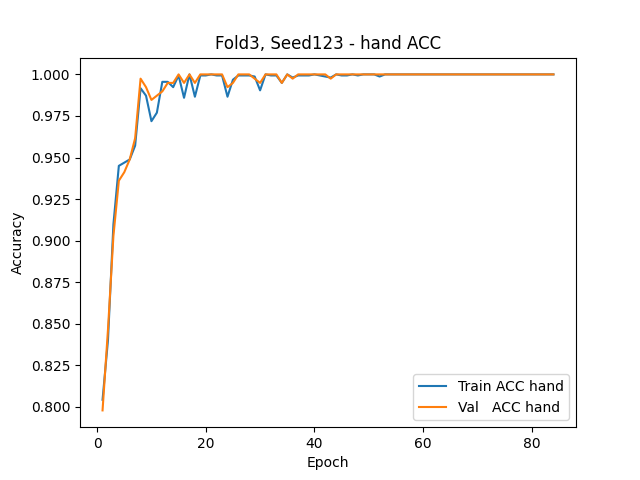 Fold3, Seed123 - hand ACC
1.000
0.975
0.950
0.925
0.900
0.875
0.850
0.825
0.800
Accuracy
0
20
40
60
80
Epoch
Train ACC hand
Val   ACC hand